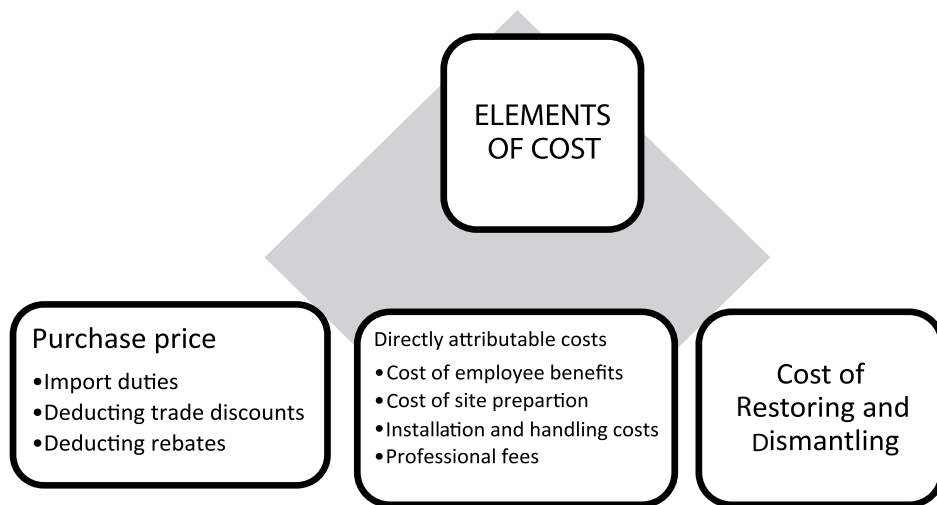 ELEMENTS
OF COST
Purchase price
•Import duties
•Deducting trade discounts
•Deducting rebates
Directly attributable costs
•Cost of employee benefits
•Cost of site prepartion
•Installation and handling costs
•Professional fees
Cost of
Restoring and
Dismantling